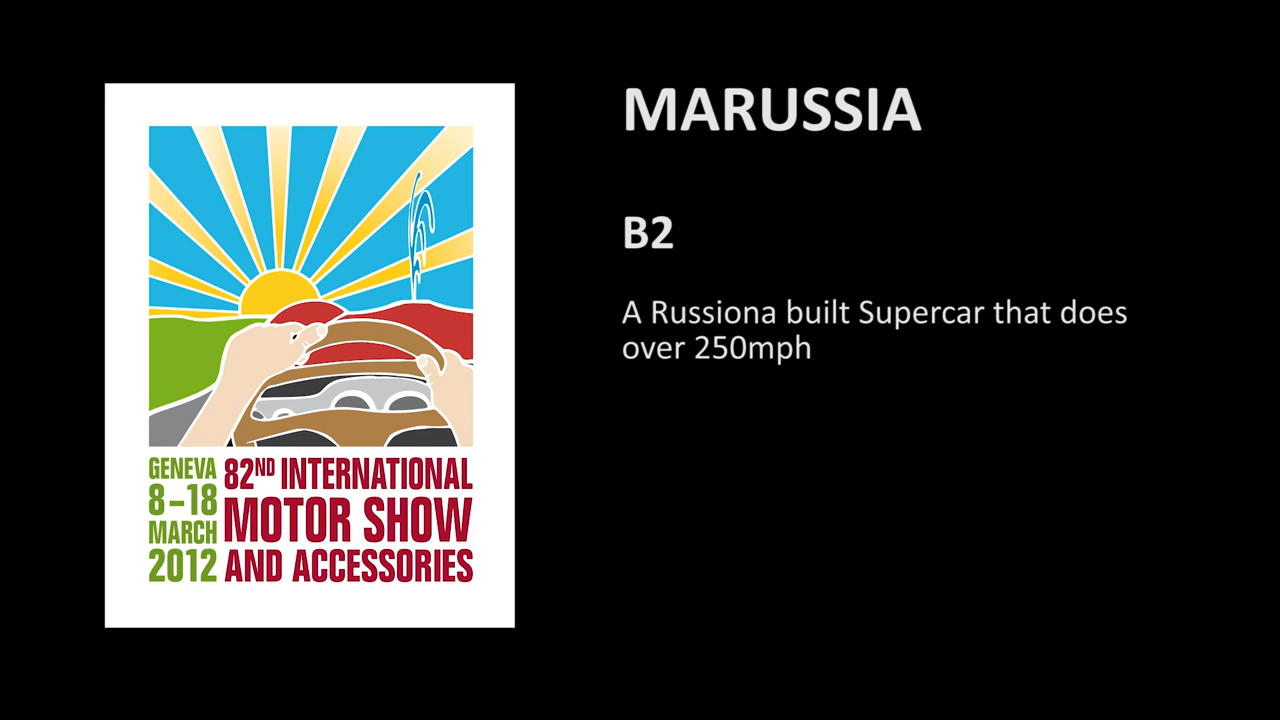 MARUSSIA
B2
A Russiona built Supercar that does
over 250mph
GENEVA
8–18
MARCH
2012
82ND INTERNATIONAL
MOTOR SHOW
AND ACCESSORIES